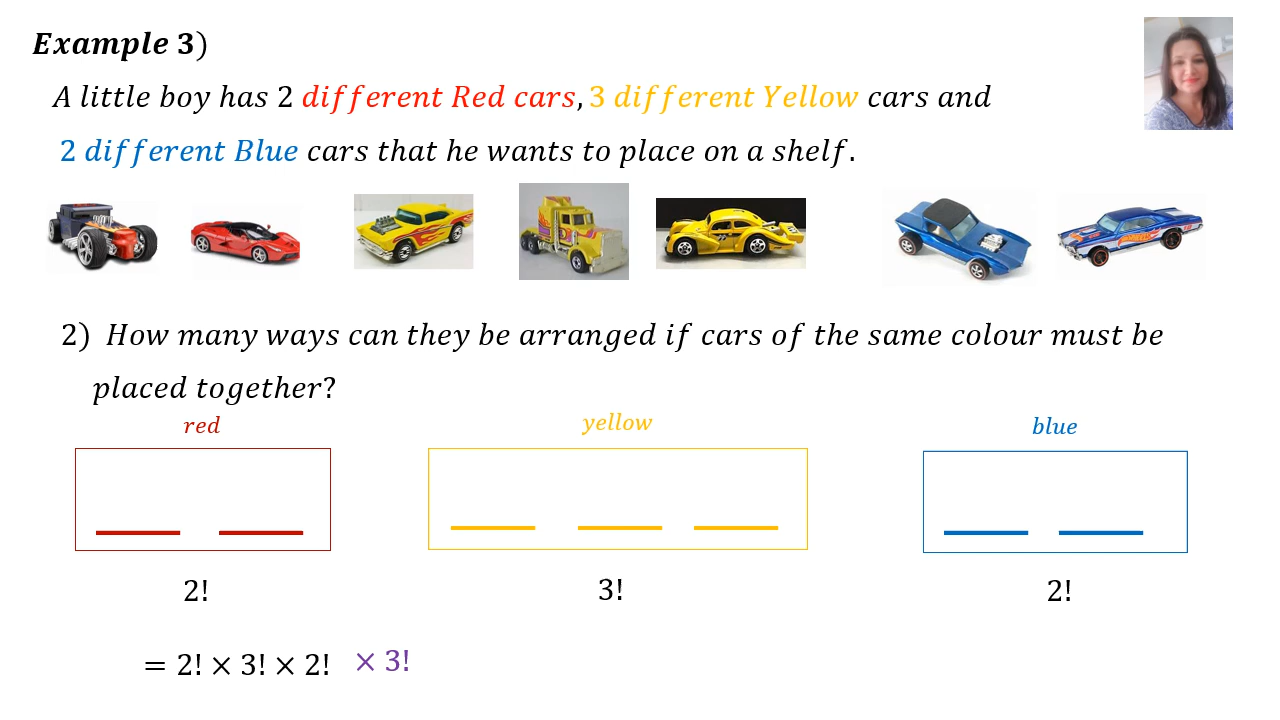 Example 3)
A little boy has 2 different Red cars, 3 different Yellow cars and
2 different Blue cars that he wants to place on a shelf.
2) How many ways can they be arranged if cars of the same colour must be
placed together?
red yellow blue
2! 3! 2!
= 2! × 3! × 2! × 3!